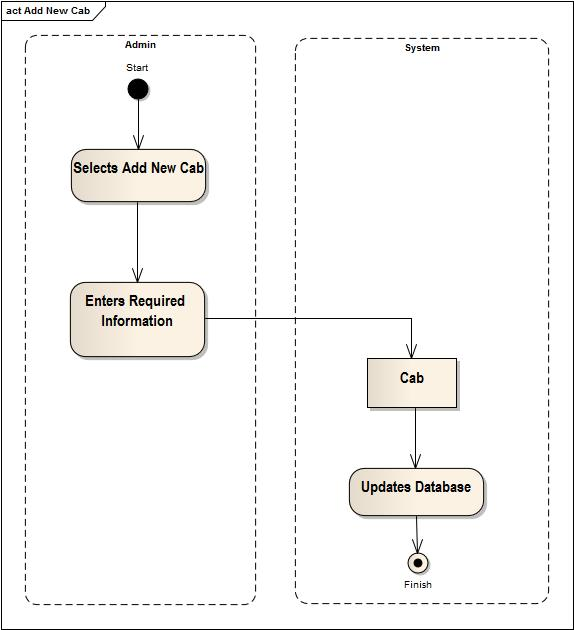 act Add New Cab
Admin
System
Start
Selects Add New Cab
Enters Required
Information
Cab
Updates Database
Finish